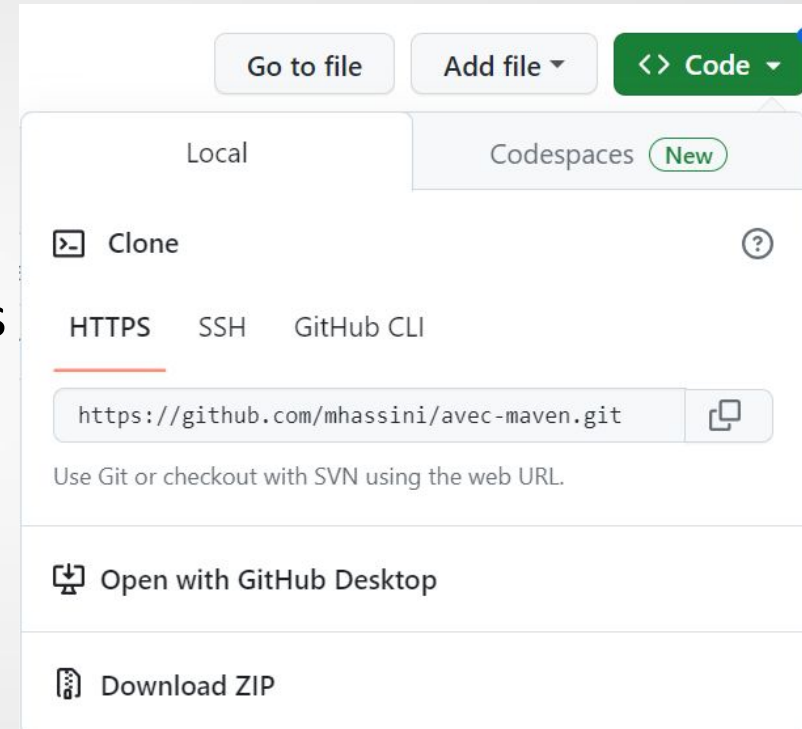 Go to file Add file <> Code
Local Codespaces New
Clone
s HTTPS SSH GitHub CLI
https://github.com/mhassini/avec-maven.git
Use Git or checkout with SVN using the web URL.
Open with GitHub Desktop
Download ZIP